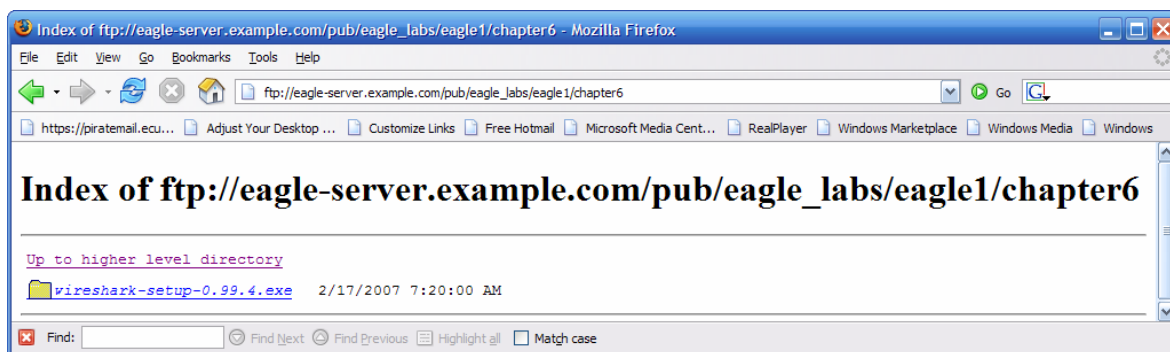 Index of ftp://eagle-server.example.com/pub/eagle_labs/eagle1/chapter6 - Mozilla Firefox
File Edit View Go Bookmarks Tools Help
ftp://eagle-server.example.com/pub/eagle_labs/eagle1/chapter6 Go G
https://piratemail.ecu... Adjust Your Desktop ... Customize Links Free Hotmail Microsoft Media Cent... RealPlayer Windows Marketplace Windows Media Windows
Index of ftp://eagle-server.example.com/pub/eagle_labs/eagle1/chapter6
Up to higher level directory
wireshark-setup-0.99.4.exe 2/17/2007 7:20:00 AM
Find: Find Next Find Previous Highlight all Match case